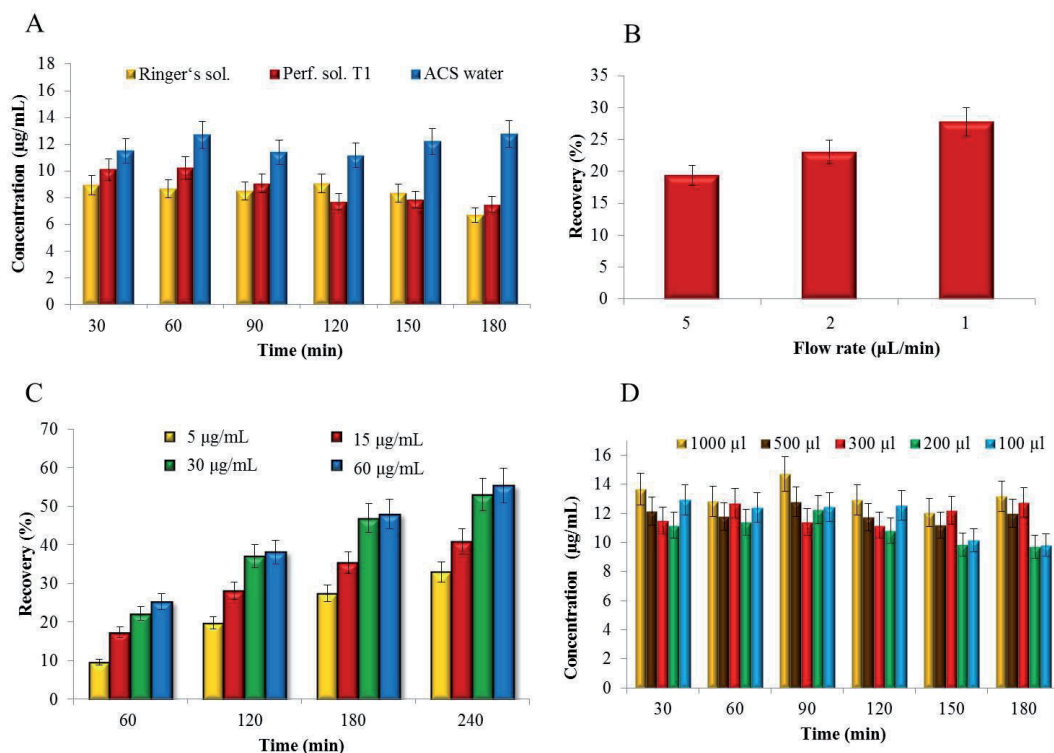 A
18
16
14
12
10
8
6
4
2
0
Concentration (µg/mL)
Ringer‘s sol. Perf. sol. T1 ACS water
30 60 90 120 150 180
Time (min)
B
35
30
25
20
15
10
5
0
Recovery (%)
5 2 1
Flow rate (µL/min)
C
70
60
50
40
30
20
10
0
Recovery (%)
5 µg/mL 15 µg/mL
30 µg/mL 60 µg/mL
60 120 180 240
Time (min)
D
1000 µl 500 µl 300 µl 200 µl 100 µl
16
14
12
10
8
6
4
2
0
Concentration (µg/mL)
30 60 90 120 150 180
Time (min)